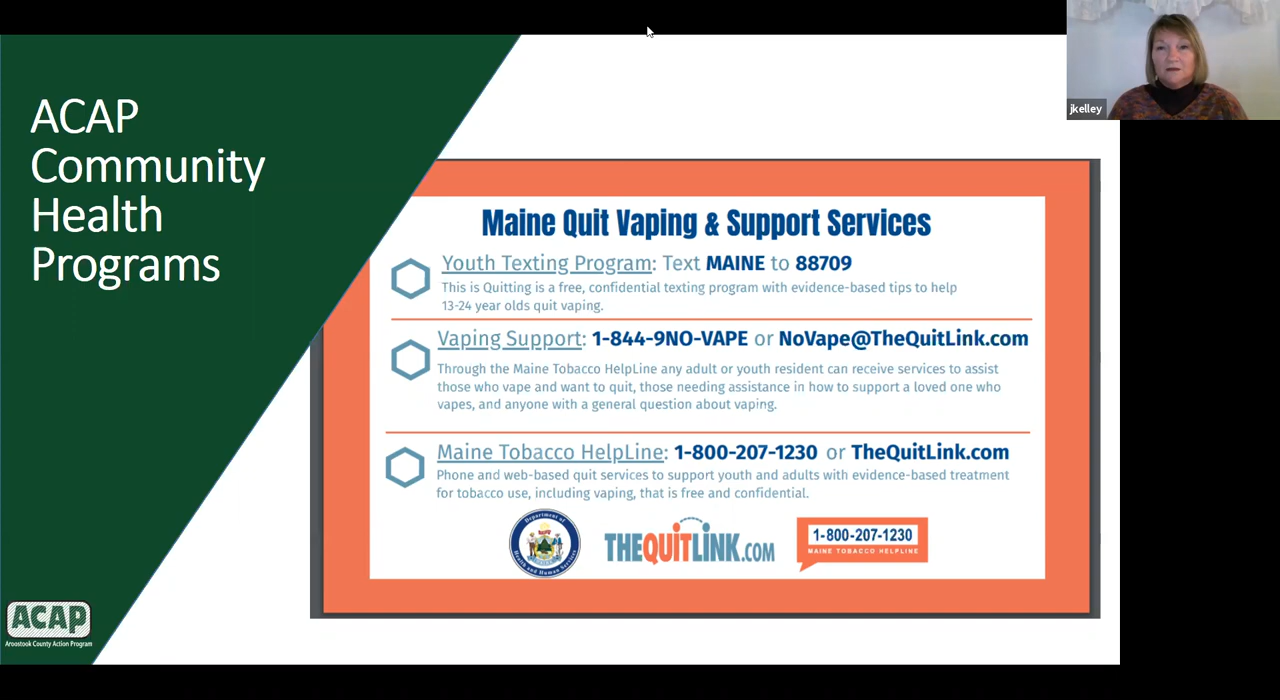 ACAP
Community
Health
Programs
jkelley
Maine Quit Vaping & Support Services
Youth Texting Program: Text MAINE to 88709
This is Quitting is a free, confidential texting program with evidence-based tips to help
13-24 year olds quit vaping.
Vaping Support: 1-844-9NO-VAPE or NoVape@TheQuitLink.com
Through the Maine Tobacco HelpLine any adult or youth resident can receive services to assist
those who vape and want to quit, those needing assistance in how to support a loved one who
vapes, and anyone with a general question about vaping.
Maine Tobacco HelpLine: 1-800-207-1230 or TheQuitLink.com
Phone and web-based quit services to support youth and adults with evidence-based treatment
for tobacco use, including vaping, that is free and confidential.
Department of
Health and Human Services
THEQUITLINK.COM
1-800-207-1230
MAINE TOBACCO HELPLINE
ACAP
Aroostook County Action Program